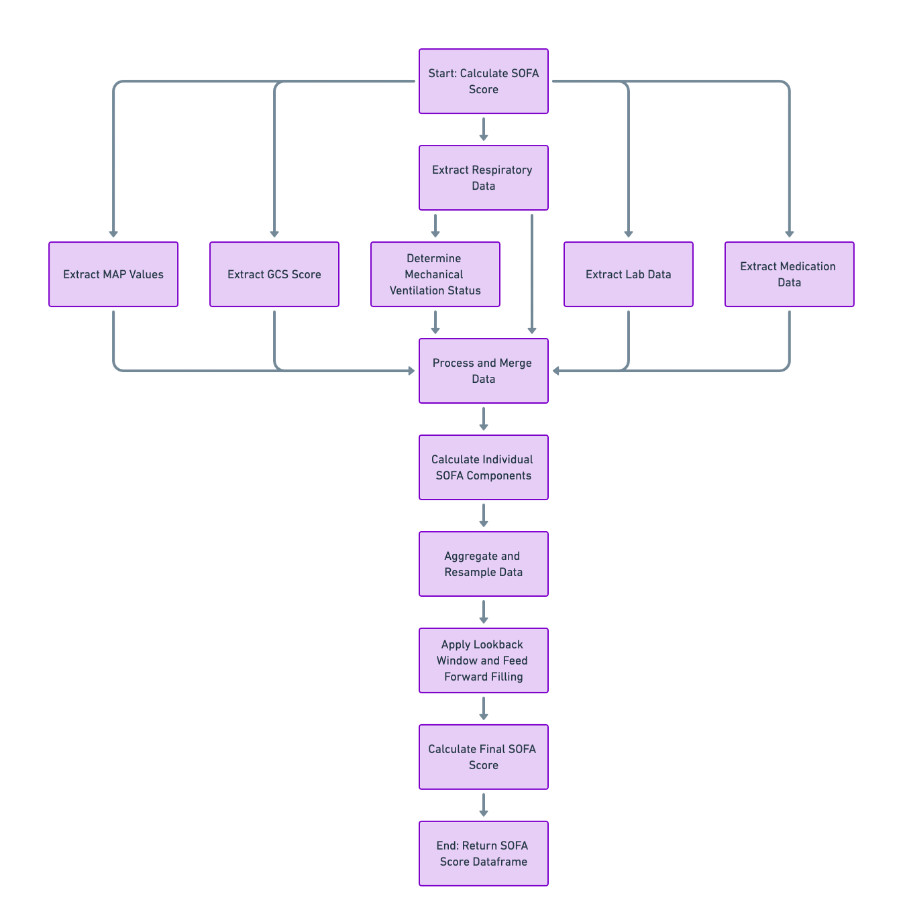 Start: Calculate SOFA
Score
Extract Respiratory
Data
Extract MAP Values
Extract GCS Score
Determine
Mechanical
Ventilation Status
Extract Lab Data
Extract Medication
Data
Process and Merge
Data
Calculate Individual
SOFA Components
Aggregate and
Resample Data
Apply Lookback
Window and Feed
Forward Filling
Calculate Final SOFA
Score
End: Return SOFA
Score Dataframe